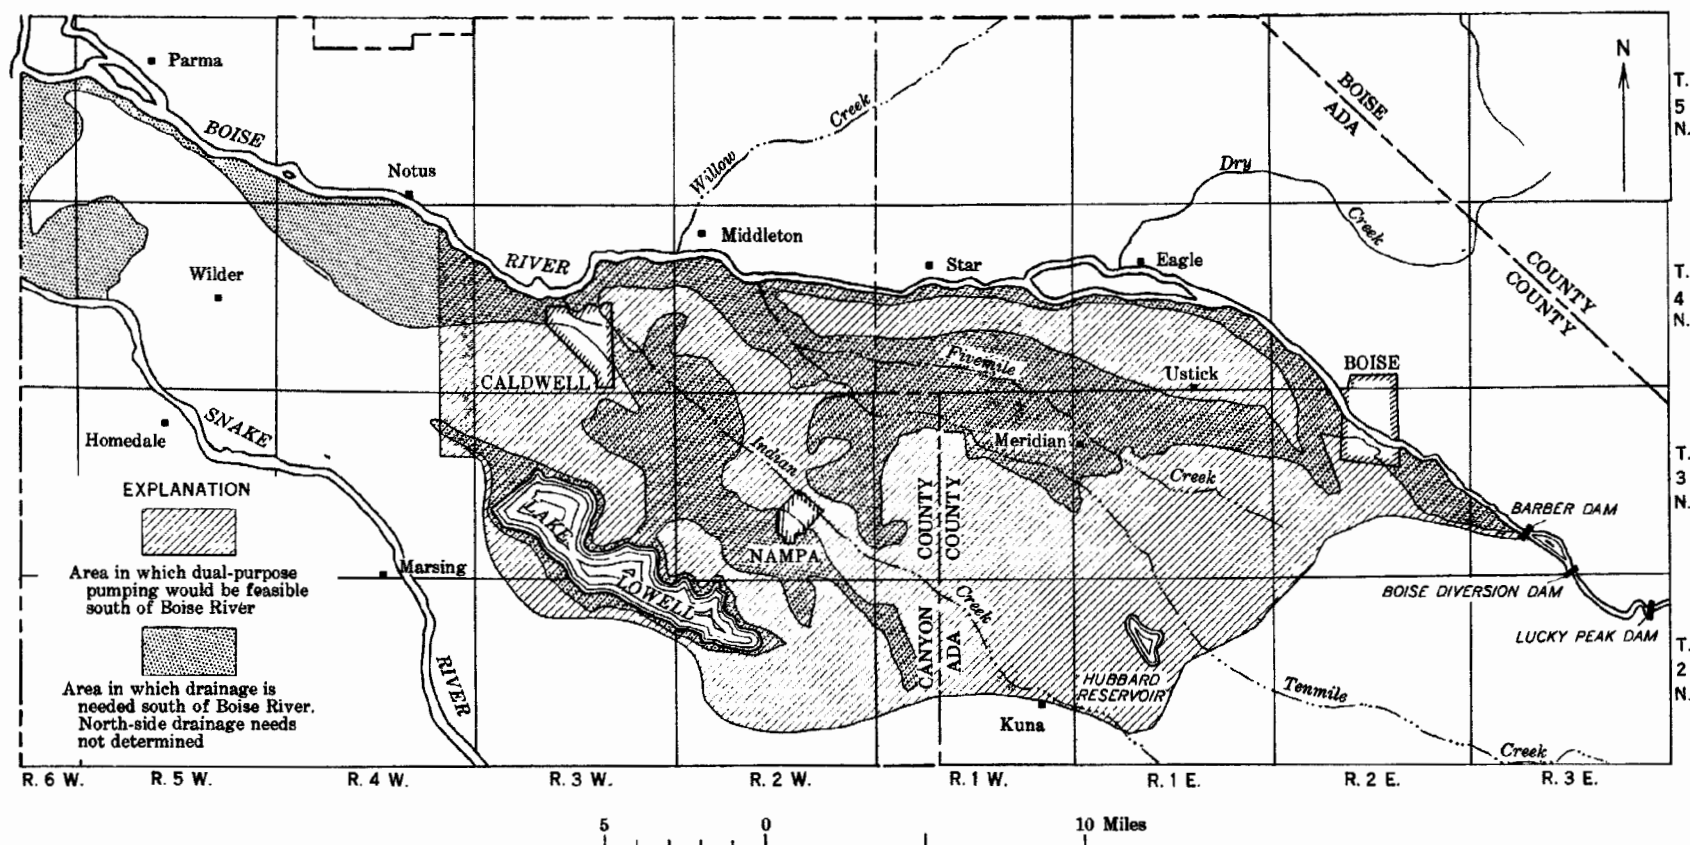 N
T.
5
N.
Parma
BOISE
Notus
Willow
Creek
BOISE
ADA
Dry
Creek
Wilder
RIVER
Middleton
Star
Eagle
COUNTY
COUNTY
T.
4
N.
CALDWELL
Fivemile
Ustick
BOISE
Homedale
SNAKE
Indian
Meridian
Creek
T.
3
N.
EXPLANATION
Area in which dual-purpose
pumping would be feasible
south of Boise River
Area in which drainage is
needed south of Boise River.
North-side drainage needs
not determined
Marsing
RIVER
LAKE
LOWELL
NAMPA
COUNTY
COUNTY
CANYON
ADA
Creek
BARBER DAM
BOISE DIVERSION DAM
LUCKY PEAK DAM
HUBBARD
RESERVOIR
Kuna
Tenmile
Creek
T.
2
N.
R. 6 W.
R. 5 W.
R. 4 W.
R. 3 W.
R. 2 W.
R. 1 W.
R. 1 E.
R. 2 E.
R. 3 E.
5
0
10 Miles